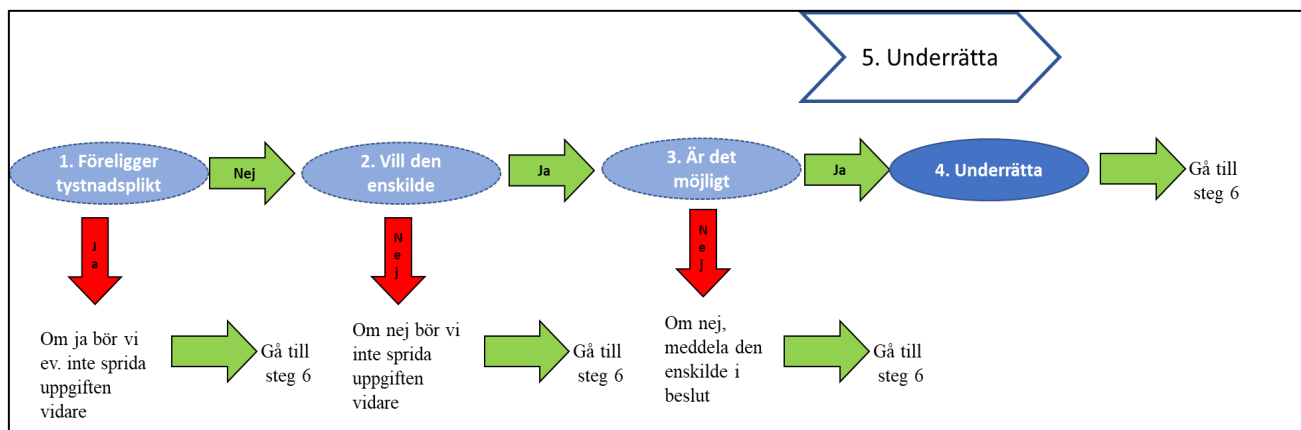 5. Underrätta
1. Föreligger
tystnadsplikt
Nej
2. Vill den
enskilde
Ja
3. Är det
möjligt
Ja
4. Underrätta
Gå till
steg 6
Ja
Nej
Nej
Om ja bör vi
ev. inte sprida
uppgiften
vidare
Gå till
steg 6
Om nej bör vi
inte sprida
uppgiften
vidare
Gå till
steg 6
Om nej,
meddela den
enskilde i
beslut
Gå till
steg 6